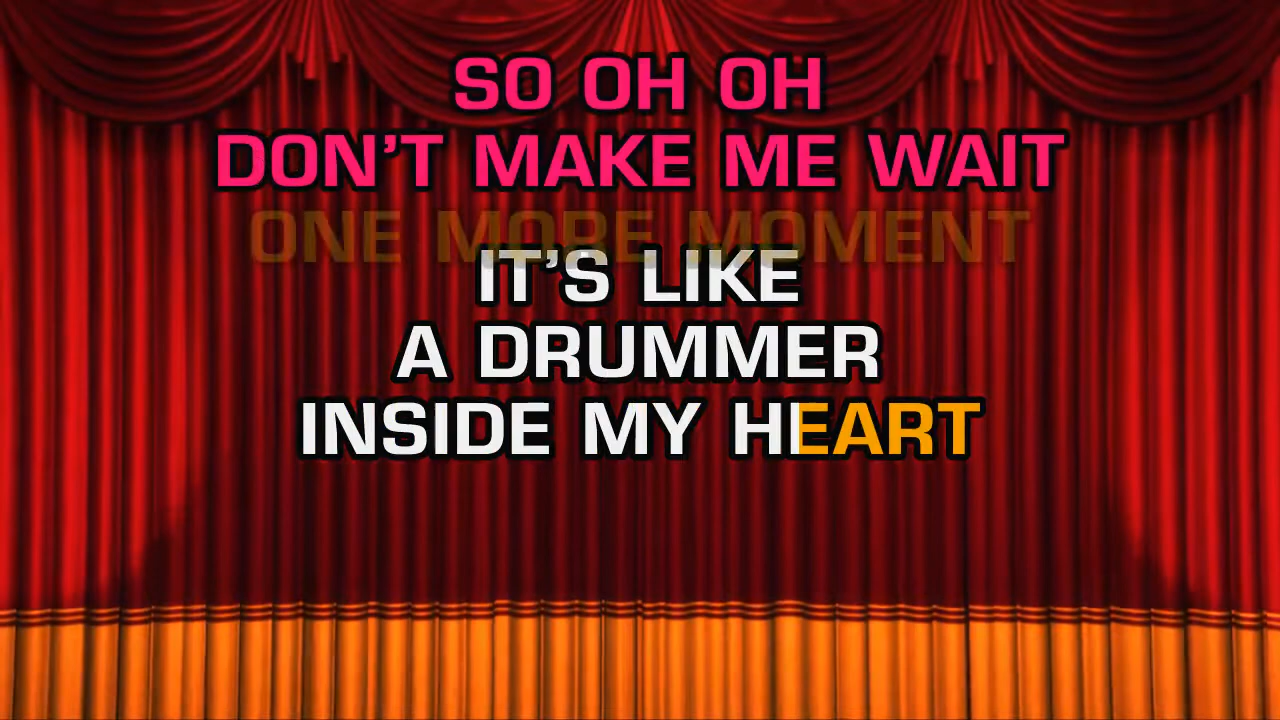 SO OH OH
DON'T MAKE ME WAIT
ONE MORE MOMENT
IT'S LIKE
A DRUMMER
INSIDE MY HEART